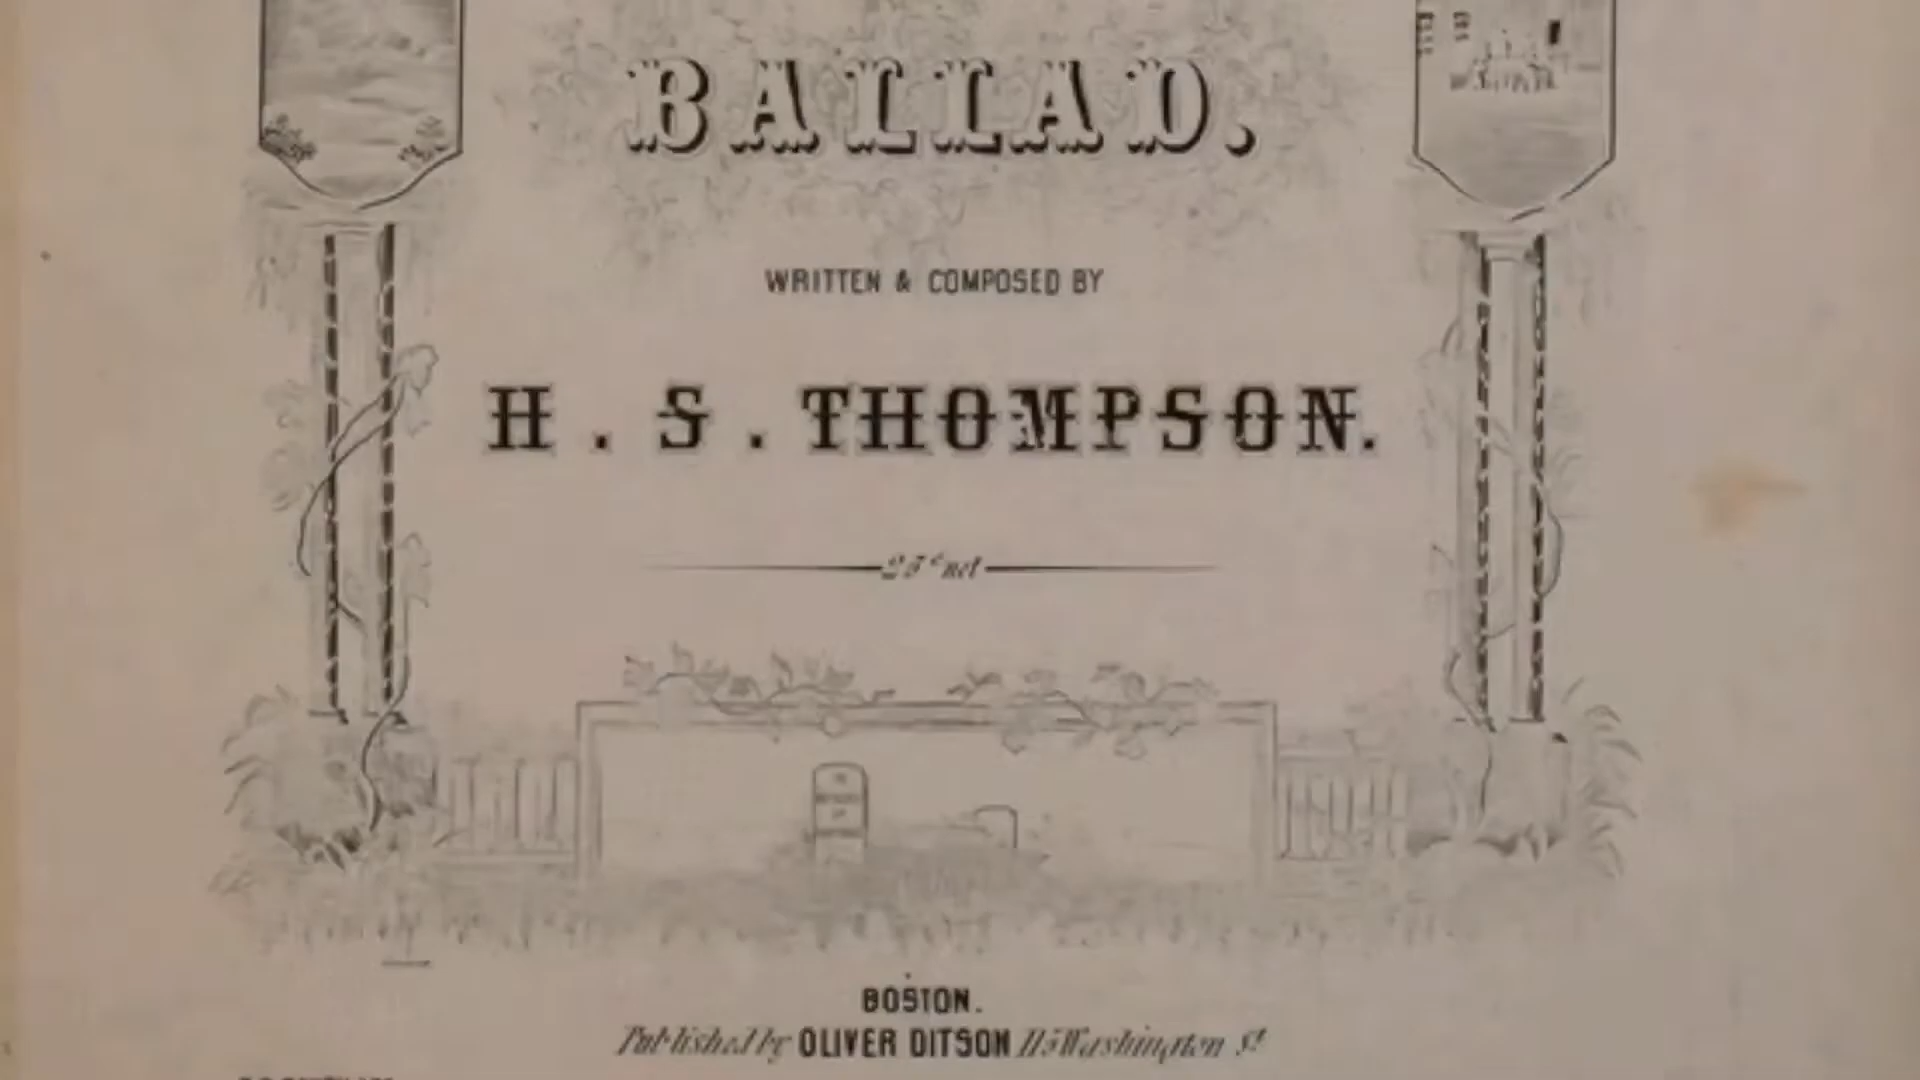 BALLAD.
WRITTEN & COMPOSED BY
H. S. THOMPSON.
25 c net
BOSTON.
Published by OLIVER DITSON 115 Washington St